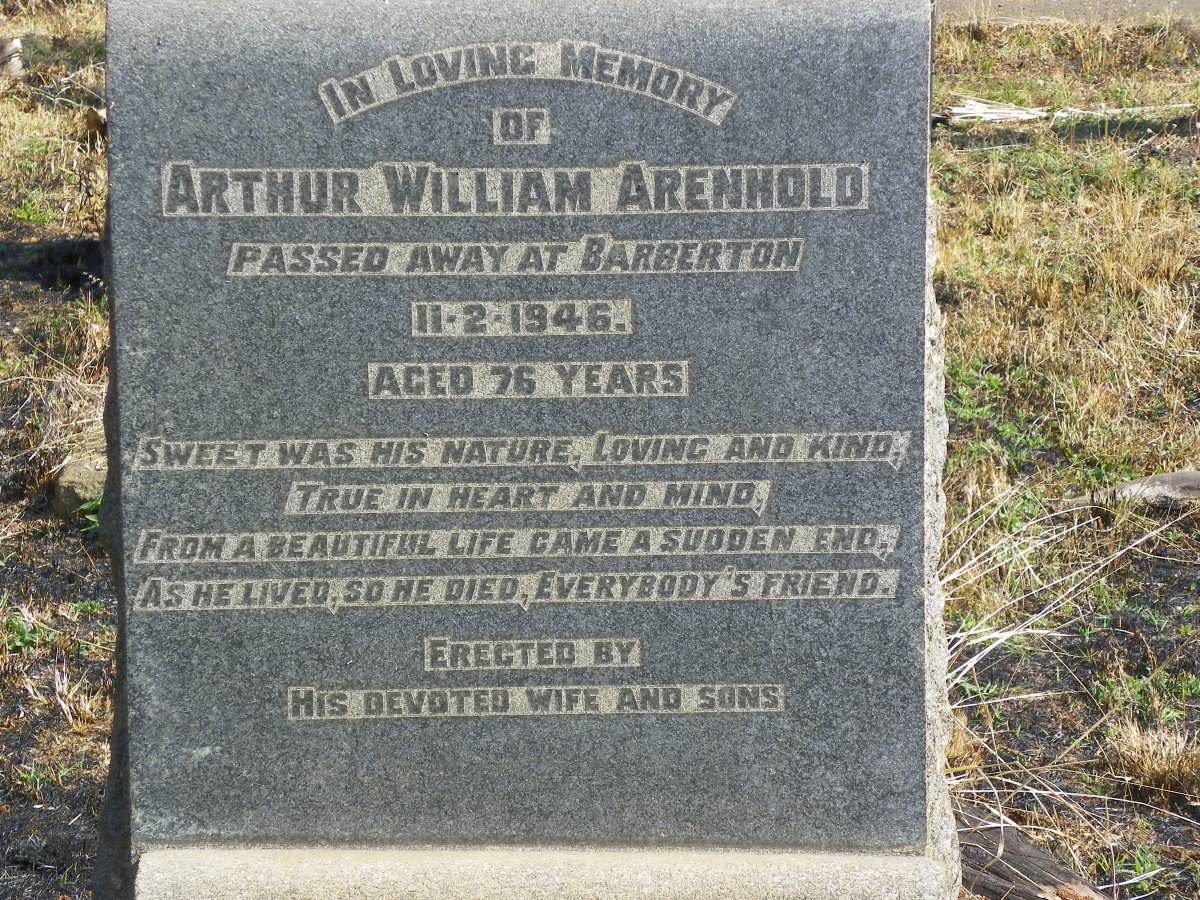 In Loving Memory
OF
Arthur William Arenhold
PASSED AWAY AT BARBERTON
11-2-1946.
AGED 76 YEARS
SWEET WAS HIS NATURE, LOVING AND KIND,
TRUE IN HEART AND MIND,
FROM A BEAUTIFUL LIFE CAME A SUDDEN END,
AS HE LIVED, SO HE DIED, EVERYBODY'S FRIEND.
ERECTED BY
HIS DEVOTED WIFE AND SONS